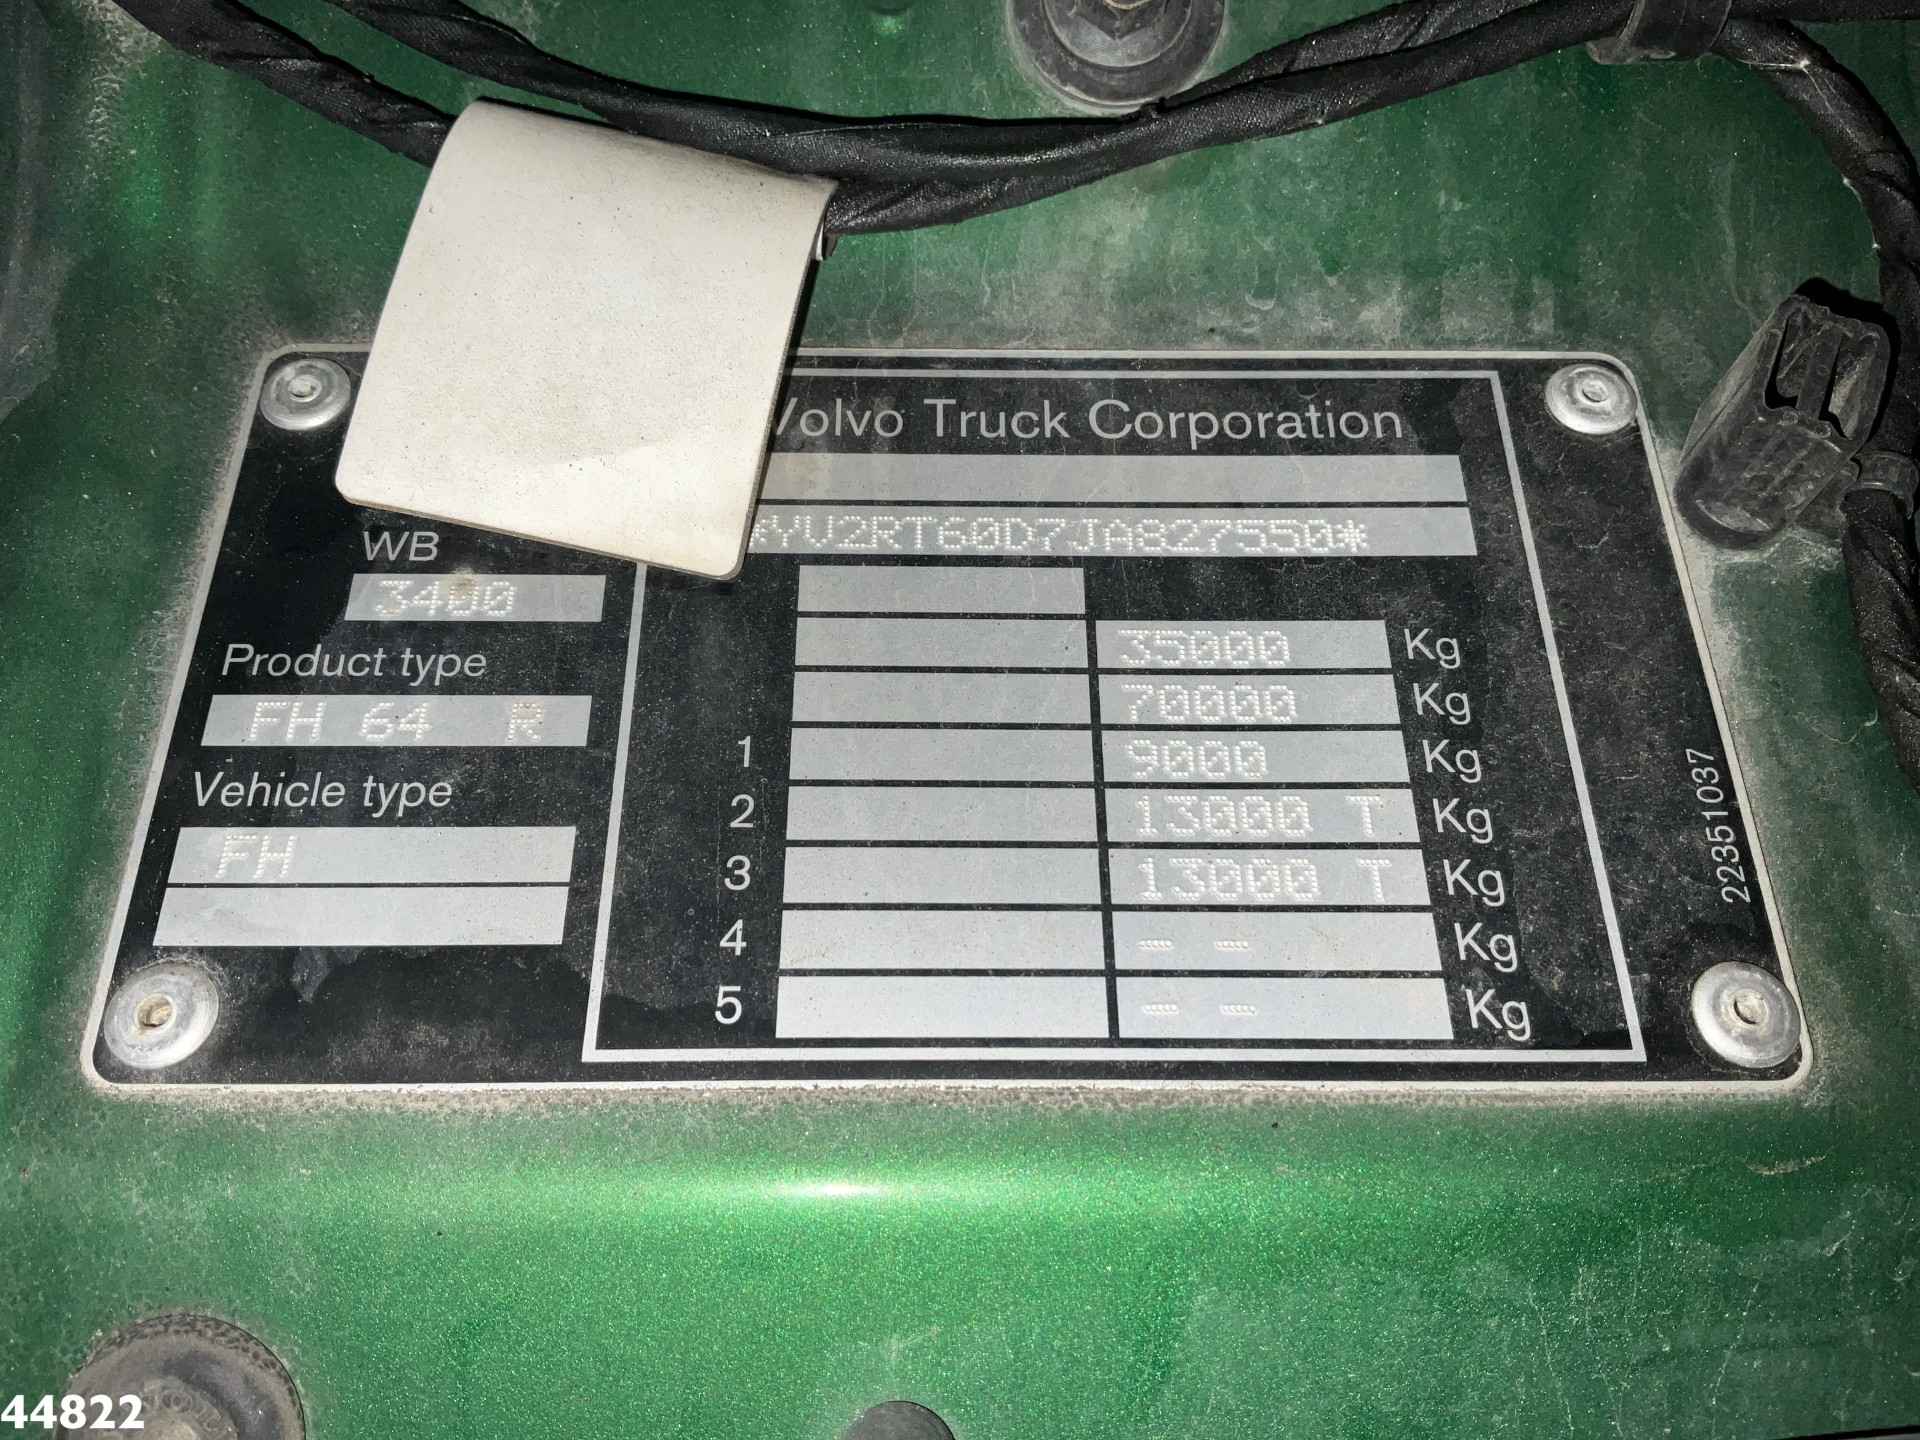 Volvo Truck Corporation
*YV2RT60D7JA827550*
WB
3400
Product type
FH 64 R
Vehicle type
FH
35000 Kg
70000 Kg
1 9000 Kg
2 13000 T Kg
3 13000 T Kg
4 - - Kg
5 - - Kg
22351037
44822